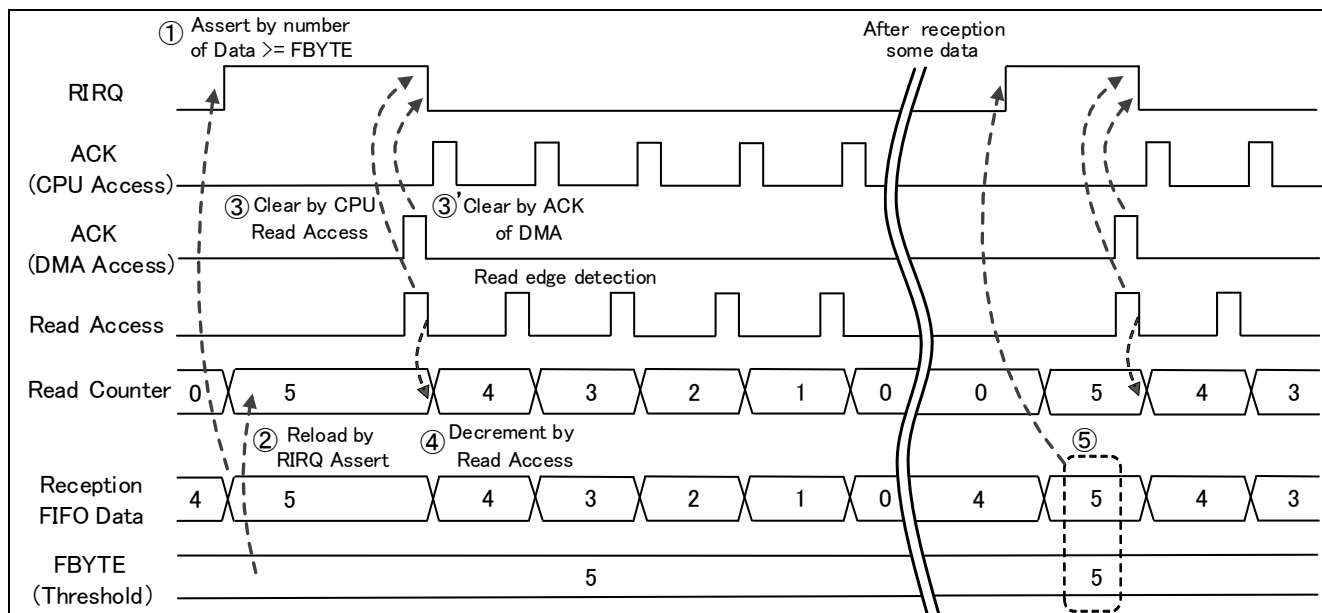 ① Assert by number
of Data >= FBYTE
After reception
some data
RIRQ
ACK
(CPU Access)
③ Clear by CPU
Read Access
③' Clear by ACK
of DMA
ACK
(DMA Access)
Read edge detection
Read Access
Read Counter
0 5 4 3 2 1 0 0 5 4 3
② Reload by
RIRQ Assert
④ Decrement by
Read Access
⑤
Reception
FIFO Data
4 5 4 3 2 1 0 4 5 4 3
FBYTE
(Threshold)
5 5